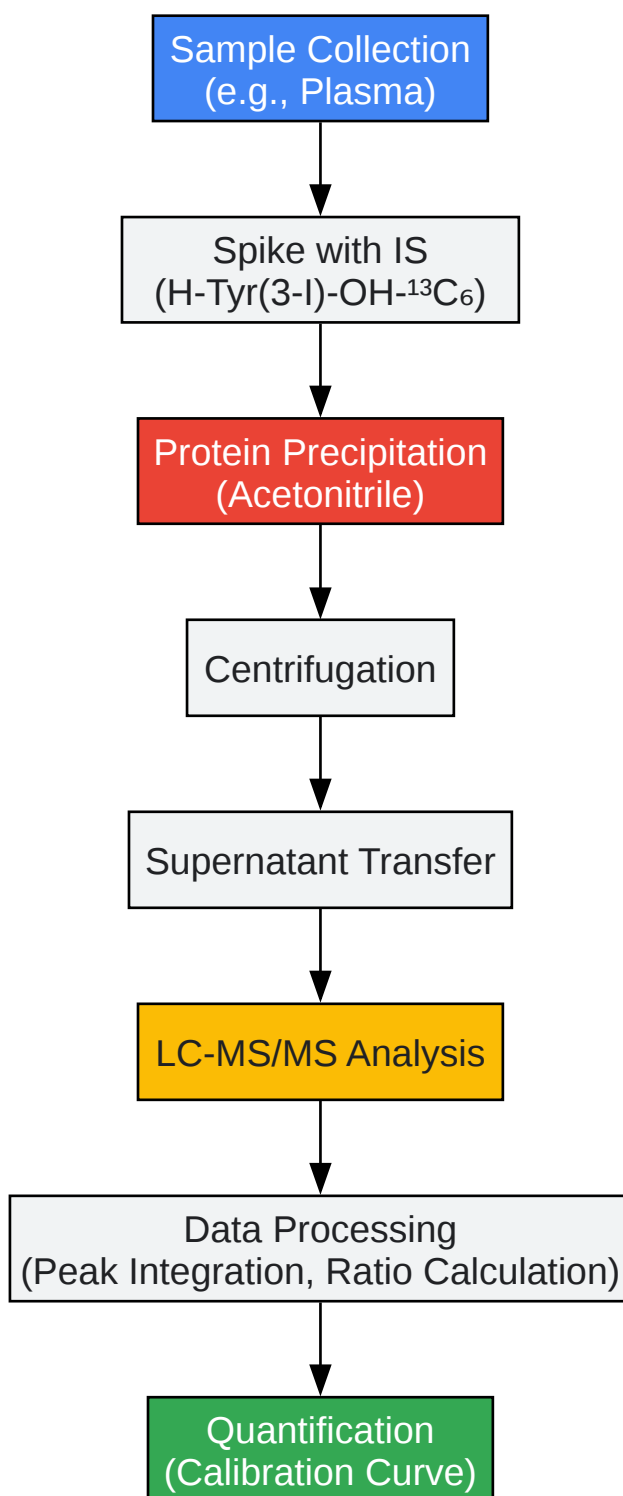 Sample Collection
(e.g., Plasma)
Spike with IS
(H-Tyr(3-I)-OH-¹³C₆)
Protein Precipitation
(Acetonitrile)
Centrifugation
Supernatant Transfer
LC-MS/MS Analysis
Data Processing
(Peak Integration, Ratio Calculation)
Quantification
(Calibration Curve)